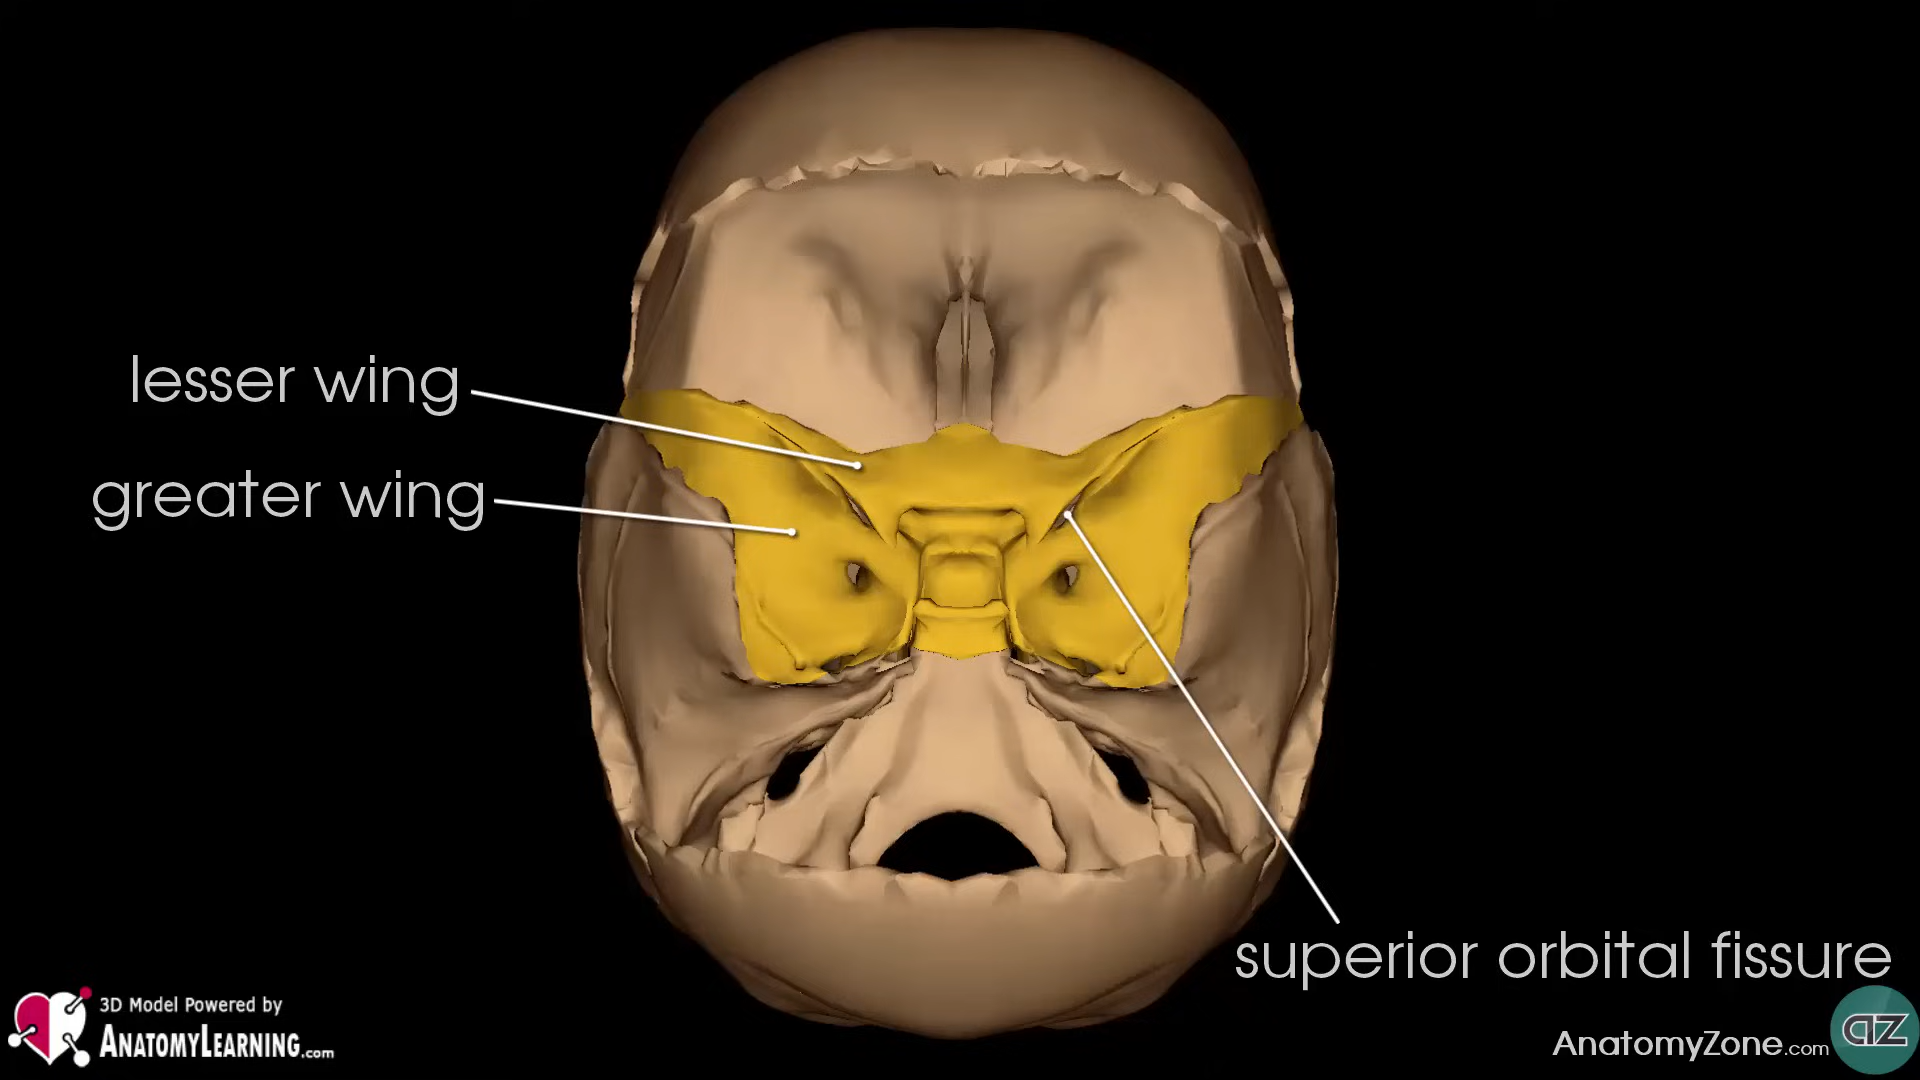 lesser wing
greater wing
superior orbital fissure
3D Model Powered by
ANATOMYLEARNING.com
AnatomyZone.com
AZ